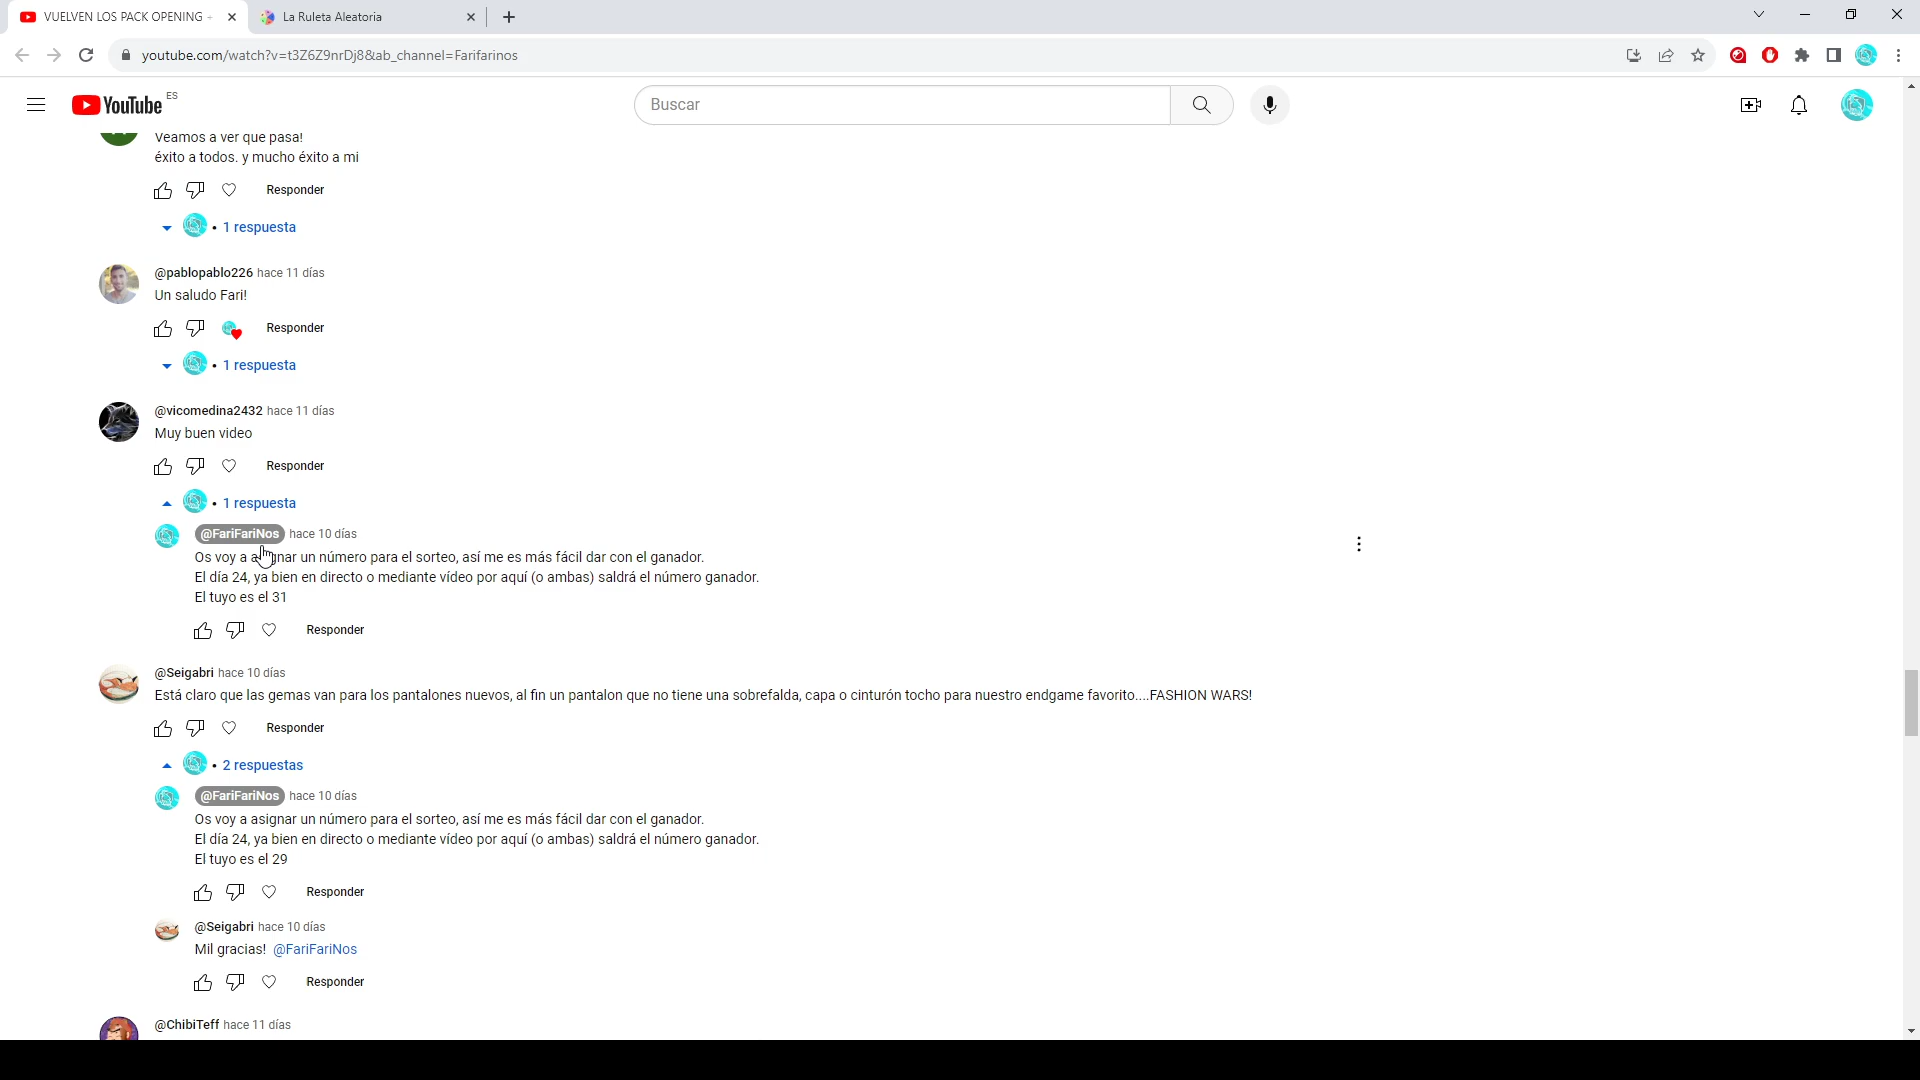 VUELVEN LOS PACK OPENING -
La Ruleta Aleatoria
youtube.com/watch?v=t3Z6Z9nrDj8&ab_channel=Farifarinos
YouTube ES
Buscar
Veamos a ver que pasa!
éxito a todos. y mucho éxito a mi
Responder
• 1 respuesta
@pablopablo226 hace 11 días
Un saludo Fari!
Responder
• 1 respuesta
@vicomedina2432 hace 11 días
Muy buen video
Responder
• 1 respuesta
@FariFariNos hace 10 días
Os voy a asignar un número para el sorteo, así me es más fácil dar con el ganador.
El día 24, ya bien en directo o mediante vídeo por aquí (o ambas) saldrá el número ganador.
El tuyo es el 31
Responder
@Seigabri hace 10 días
Está claro que las gemas van para los pantalones nuevos, al fin un pantalon que no tiene una sobrefalda, capa o cinturón tocho para nuestro endgame favorito....FASHION WARS!
Responder
• 2 respuestas
@FariFariNos hace 10 días
Os voy a asignar un número para el sorteo, así me es más fácil dar con el ganador.
El día 24, ya bien en directo o mediante vídeo por aquí (o ambas) saldrá el número ganador.
El tuyo es el 29
Responder
@Seigabri hace 10 días
Mil gracias! @FariFariNos
Responder
@ChibiTeff hace 11 días